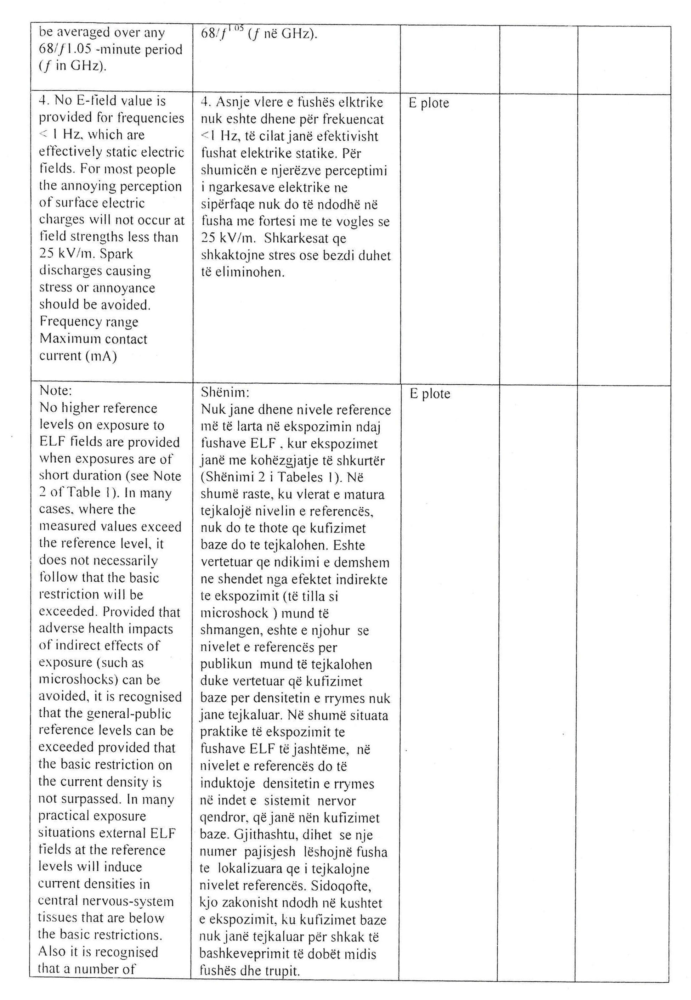 be averaged over any
68/f1.05 -minute period
(f in GHz).
68/f^1.05 (f në GHz).
4. No E-field value is
provided for frequencies
< 1 Hz, which are
effectively static electric
fields. For most people
the annoying perception
of surface electric
charges will not occur at
field strengths less than
25 kV/m. Spark
discharges causing
stress or annoyance
should be avoided.
Frequency range
Maximum contact
current (mA)
4. Asnje vlere e fushës elktrike
nuk eshte dhene për frekuencat
<1 Hz, të cilat janë efektivisht
fushat elektrike statike. Për
shumicën e njerëzve perceptimi
i ngarkesave elektrike ne
sipërfaqe nuk do të ndodhë në
fusha me fortesi me te vogles se
25 kV/m. Shkarkesat qe
shkaktojne stres ose bezdi duhet
të eliminohen.
E plote
Note:
No higher reference
levels on exposure to
ELF fields are provided
when exposures are of
short duration (see Note
2 of Table 1). In many
cases, where the
measured values exceed
the reference level, it
does not necessarily
follow that the basic
restriction will be
exceeded. Provided that
adverse health impacts
of indirect effects of
exposure (such as
microshocks) can be
avoided, it is recognised
that the general-public
reference levels can be
exceeded provided that
the basic restriction on
the current density is
not surpassed. In many
practical exposure
situations external ELF
fields at the reference
levels will induce
current densities in
central nervous-system
tissues that are below
the basic restrictions.
Also it is recognised
that a number of
Shënim:
Nuk jane dhene nivele reference
më të larta në ekspozimin ndaj
fushave ELF , kur ekspozimet
janë me kohëzgjatje të shkurtër
(Shënimi 2 i Tabeles 1). Në
shumë raste, ku vlerat e matura
tejkalojë nivelin e referencës,
nuk do te thote qe kufizimet
baze do te tejkalohen. Eshte
vertetuar qe ndikimi e demshem
ne shendet nga efektet indirekte
te ekspozimit (të tilla si
microshock ) mund të
shmangen, eshte e njohur se
nivelet e referencës per
publikun mund të tejkalohen
duke vertetuar që kufizimet
baze per densitetin e rrymes nuk
jane tejkaluar. Në shumë situata
praktike të ekspozimit te
fushave ELF të jashtëme, në
nivelet e referencës do të
induktoje densitetin e rrymes
në indet e sistemit nervor
qendror, që janë nën kufizimet
baze. Gjithashtu, dihet se nje
numer pajisjesh lëshojnë fusha
te lokalizuara qe i tejkalojne
nivelet referencës. Sidoqofte,
kjo zakonisht ndodh në kushtet
e ekspozimit, ku kufizimet baze
nuk janë tejkaluar për shkak të
bashkeveprimit të dobët midis
fushës dhe trupit.
E plote